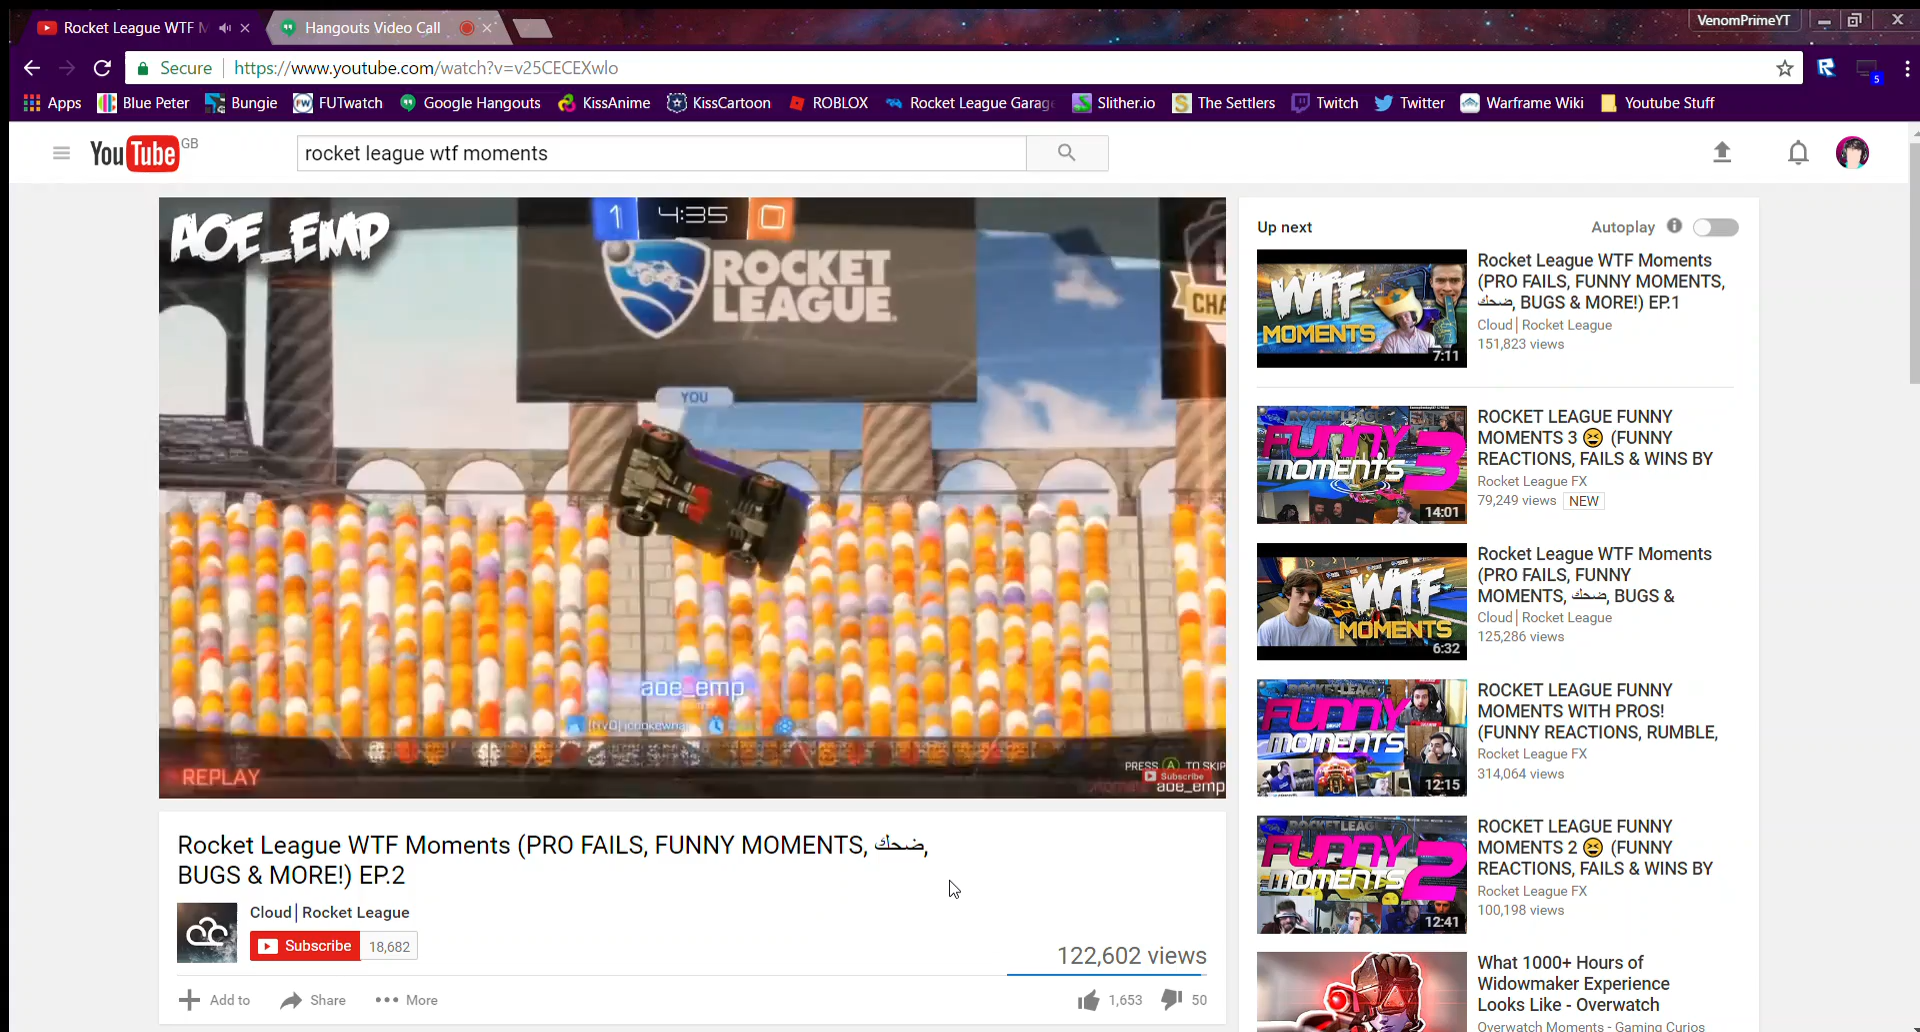 Rocket League WTF M
Hangouts Video Call
VenomPrimeYT
Secure https://www.youtube.com/watch?v=v25CECEXwlo
5
Apps Blue Peter Bungie FUTwatch Google Hangouts KissAnime KissCartoon ROBLOX Rocket League Garage Slither.io The Settlers Twitch Twitter Warframe Wiki Youtube Stuff
YouTube GB
rocket league wtf moments
AOE_EMP
1 4:35 0
ROCKET
LEAGUE
CHA
YOU
aoe_emp
REPLAY
PRESS A TO SKIP
Subscribe
aoe_emp
Rocket League WTF Moments (PRO FAILS, FUNNY MOMENTS, ضحك,
BUGS & MORE!) EP.2
Cloud | Rocket League
Subscribe 18,682
122,602 views
Add to Share More
1,653 50
Up next Autoplay
WTF
MOMENTS
7:11
Rocket League WTF Moments
(PRO FAILS, FUNNY MOMENTS,
ضحك, BUGS & MORE!) EP.1
Cloud | Rocket League
151,823 views
ROCKET LEAGUE
FUNNY
MOMENTS 3
14:01
ROCKET LEAGUE FUNNY
MOMENTS 3 😆 (FUNNY
REACTIONS, FAILS & WINS BY
Rocket League FX
79,249 views NEW
WTF
MOMENTS
6:32
Rocket League WTF Moments
(PRO FAILS, FUNNY
MOMENTS, ضحك, BUGS &
Cloud | Rocket League
125,286 views
ROCKET LEAG
FUNNY
MOMENTS
12:15
ROCKET LEAGUE FUNNY
MOMENTS WITH PROS!
(FUNNY REACTIONS, RUMBLE,
Rocket League FX
314,064 views
ROCKET LEAG
FUNNY
MOMENTS 2
12:41
ROCKET LEAGUE FUNNY
MOMENTS 2 😆 (FUNNY
REACTIONS, FAILS & WINS BY
Rocket League FX
100,198 views
What 1000+ Hours of
Widowmaker Experience
Looks Like - Overwatch
Overwatch Moments - Gaming Curios